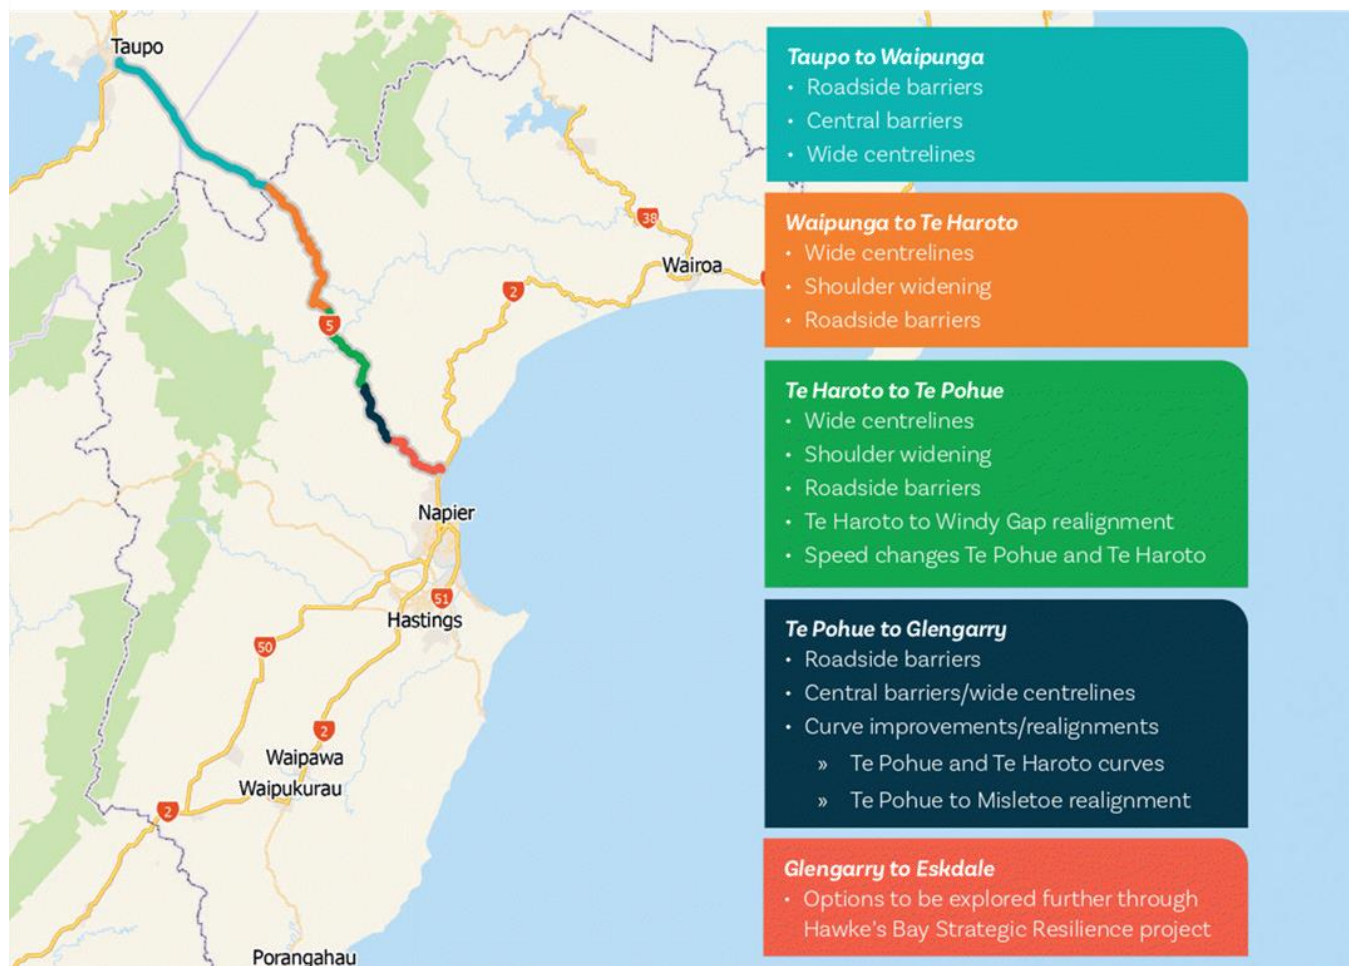 Taupo
38
Wairoa
2
5
Napier
51
Hastings
50
2
Waipawa
Waipukurau
2
Porangahau
Taupo to Waipunga
• Roadside barriers
• Central barriers
• Wide centrelines
Waipunga to Te Haroto
• Wide centrelines
• Shoulder widening
• Roadside barriers
Te Haroto to Te Pohue
• Wide centrelines
• Shoulder widening
• Roadside barriers
• Te Haroto to Windy Gap realignment
• Speed changes Te Pohue and Te Haroto
Te Pohue to Glengarry
• Roadside barriers
• Central barriers/wide centrelines
• Curve improvements/realignments
» Te Pohue and Te Haroto curves
» Te Pohue to Misletoe realignment
Glengarry to Eskdale
• Options to be explored further through
Hawke's Bay Strategic Resilience project